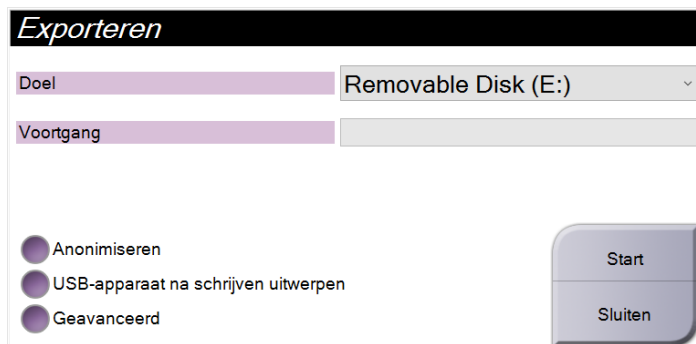 Exporteren
Doel
Removable Disk (E:)
Voortgang
Anonimiseren
USB-apparaat na schrijven uitwerpen
Geavanceerd
Start
Sluiten